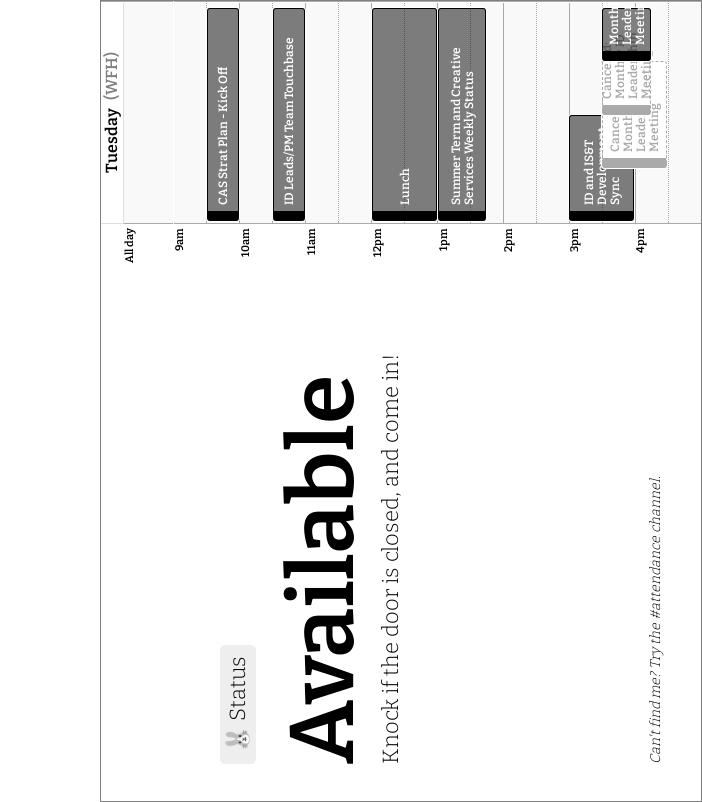 Status
Available
Knock if the door is closed, and come in!
Can't find me? Try the #attendance channel.
Tuesday (WFH)
All day
9am
CAS Strat Plan - Kick Off
10am
ID Leads/PM Team Touchbase
11am
12pm
Lunch
1pm
Summer Term and Creative
Services Weekly Status
2pm
3pm
ID and IS&T
Development
Sync
Cance
Month
Leade
Meeting
Cance
Month
Leader
Meetin
Month
Leade
Meeti
4pm